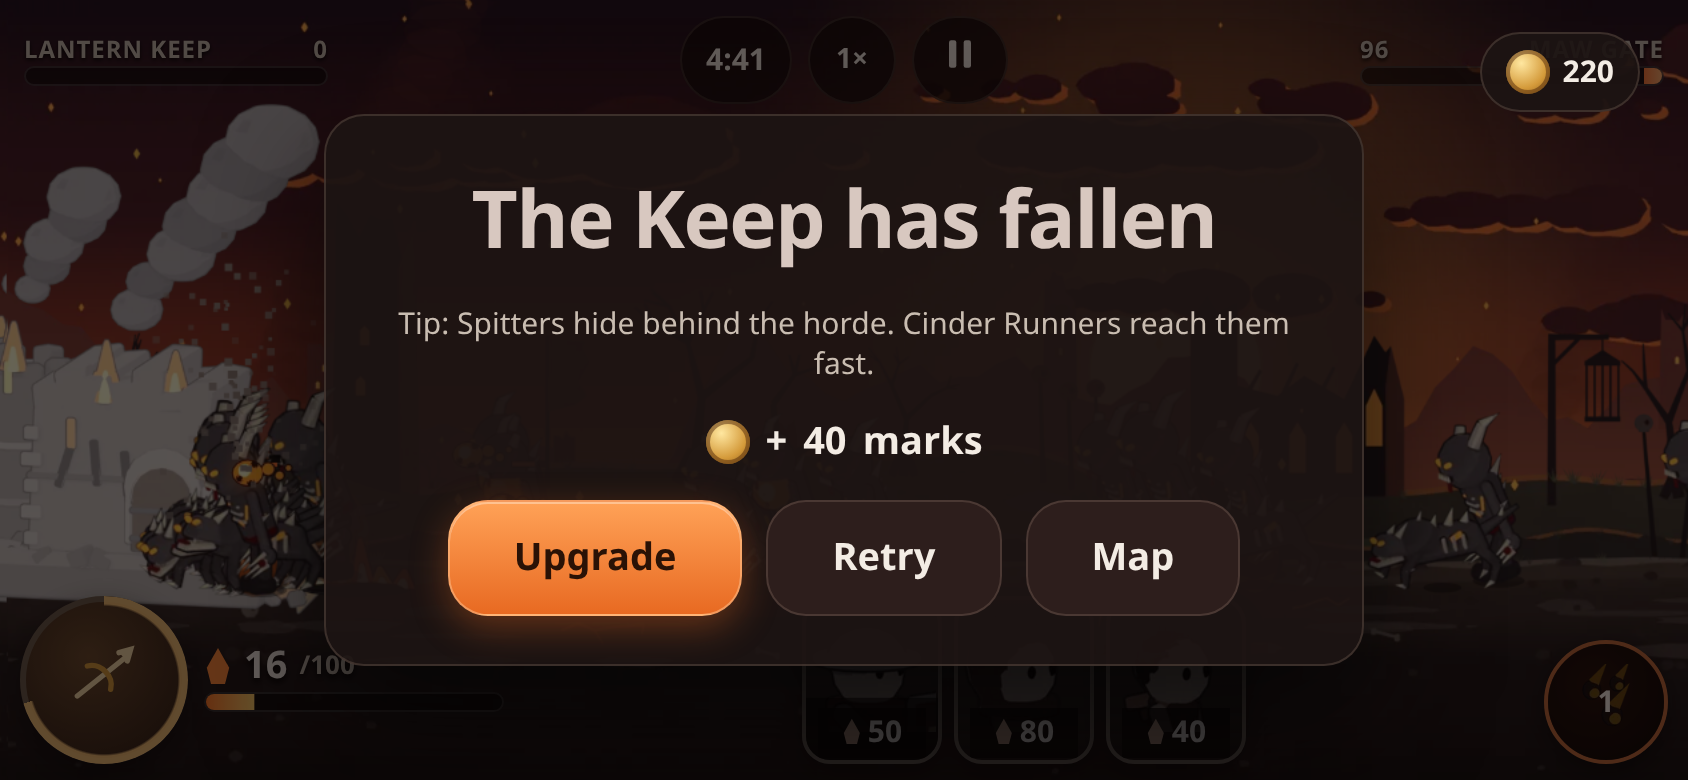 LANTERN KEEP 0
4:41
1×
96
GATE
220
The Keep has fallen
Tip: Spitters hide behind the horde. Cinder Runners reach them
fast.
+ 40 marks
Upgrade
Retry
Map
16 /100
50
80
40
1